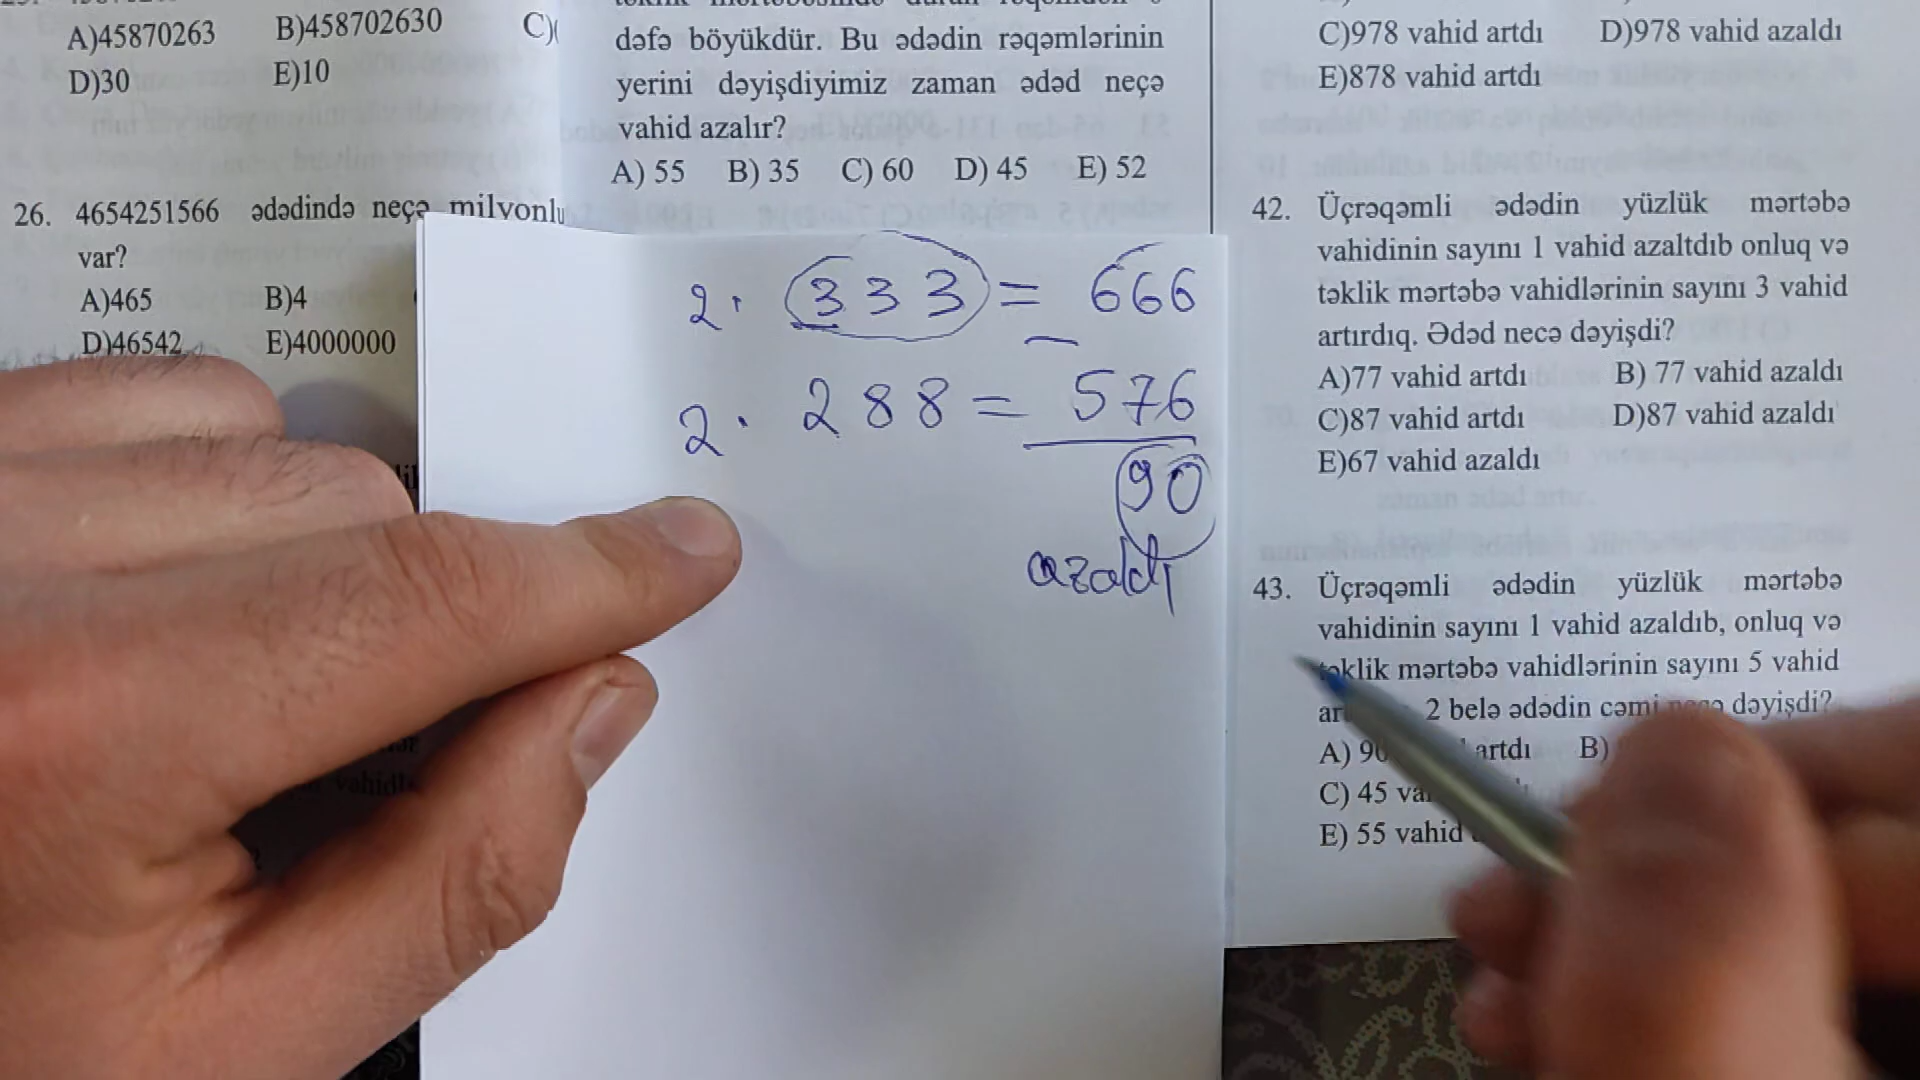 A)45870263 B)458702630 C)
D)30 E)10
26. 4654251566 ədədində neçə milyonlu
var?
A)465 B)4
D)46542 E)4000000
dəfə böyükdür. Bu ədədin rəqəmlərinin
yerini dəyişdiyimiz zaman ədəd neçə
vahid azalır?
A) 55 B) 35 C) 60 D) 45 E) 52
2 · 333 = 666
2 · 288 = 576
90
azaldı
C)978 vahid artdı D)978 vahid azaldı
E)878 vahid artdı
42. Üçrəqəmli ədədin yüzlük mərtəbə
vahidinin sayını 1 vahid azaltdıb onluq və
təklik mərtəbə vahidlərinin sayını 3 vahid
artırdıq. Ədəd necə dəyişdi?
A)77 vahid artdı B) 77 vahid azaldı
C)87 vahid artdı D)87 vahid azaldı
E)67 vahid azaldı
43. Üçrəqəmli ədədin yüzlük mərtəbə
vahidinin sayını 1 vahid azaldıb, onluq və
təklik mərtəbə vahidlərinin sayını 5 vahid
2 belə ədədin cəmi necə dəyişdi?
A) 90 artdı B)
C) 45
E) 55 vahid